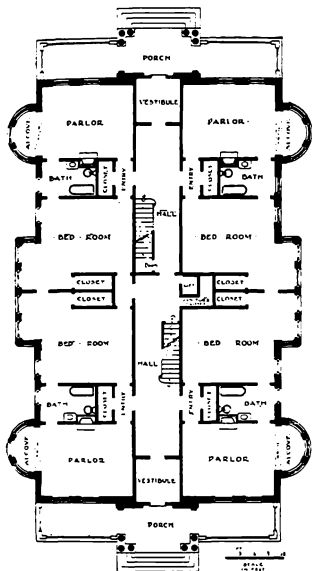 PORCH
VESTIBULE
PARLOR
PARLOR
ALCOVE
ALCOVE
BATH
CLOSET
ENTRY
ENTRY
CLOSET
BATH
HALL
BED-ROOM
BED ROOM
CLOSET
LIFT
CLOSET
CLOSET
CLOSET
BED-ROOM
BED ROOM
HALL
BATH
CLOSET
ENTRY
ENTRY
CLOSET
BATH
ALCOVE
ALCOVE
PARLOR
PARLOR
VESTIBULE
PORCH
SCALE
IN FEET